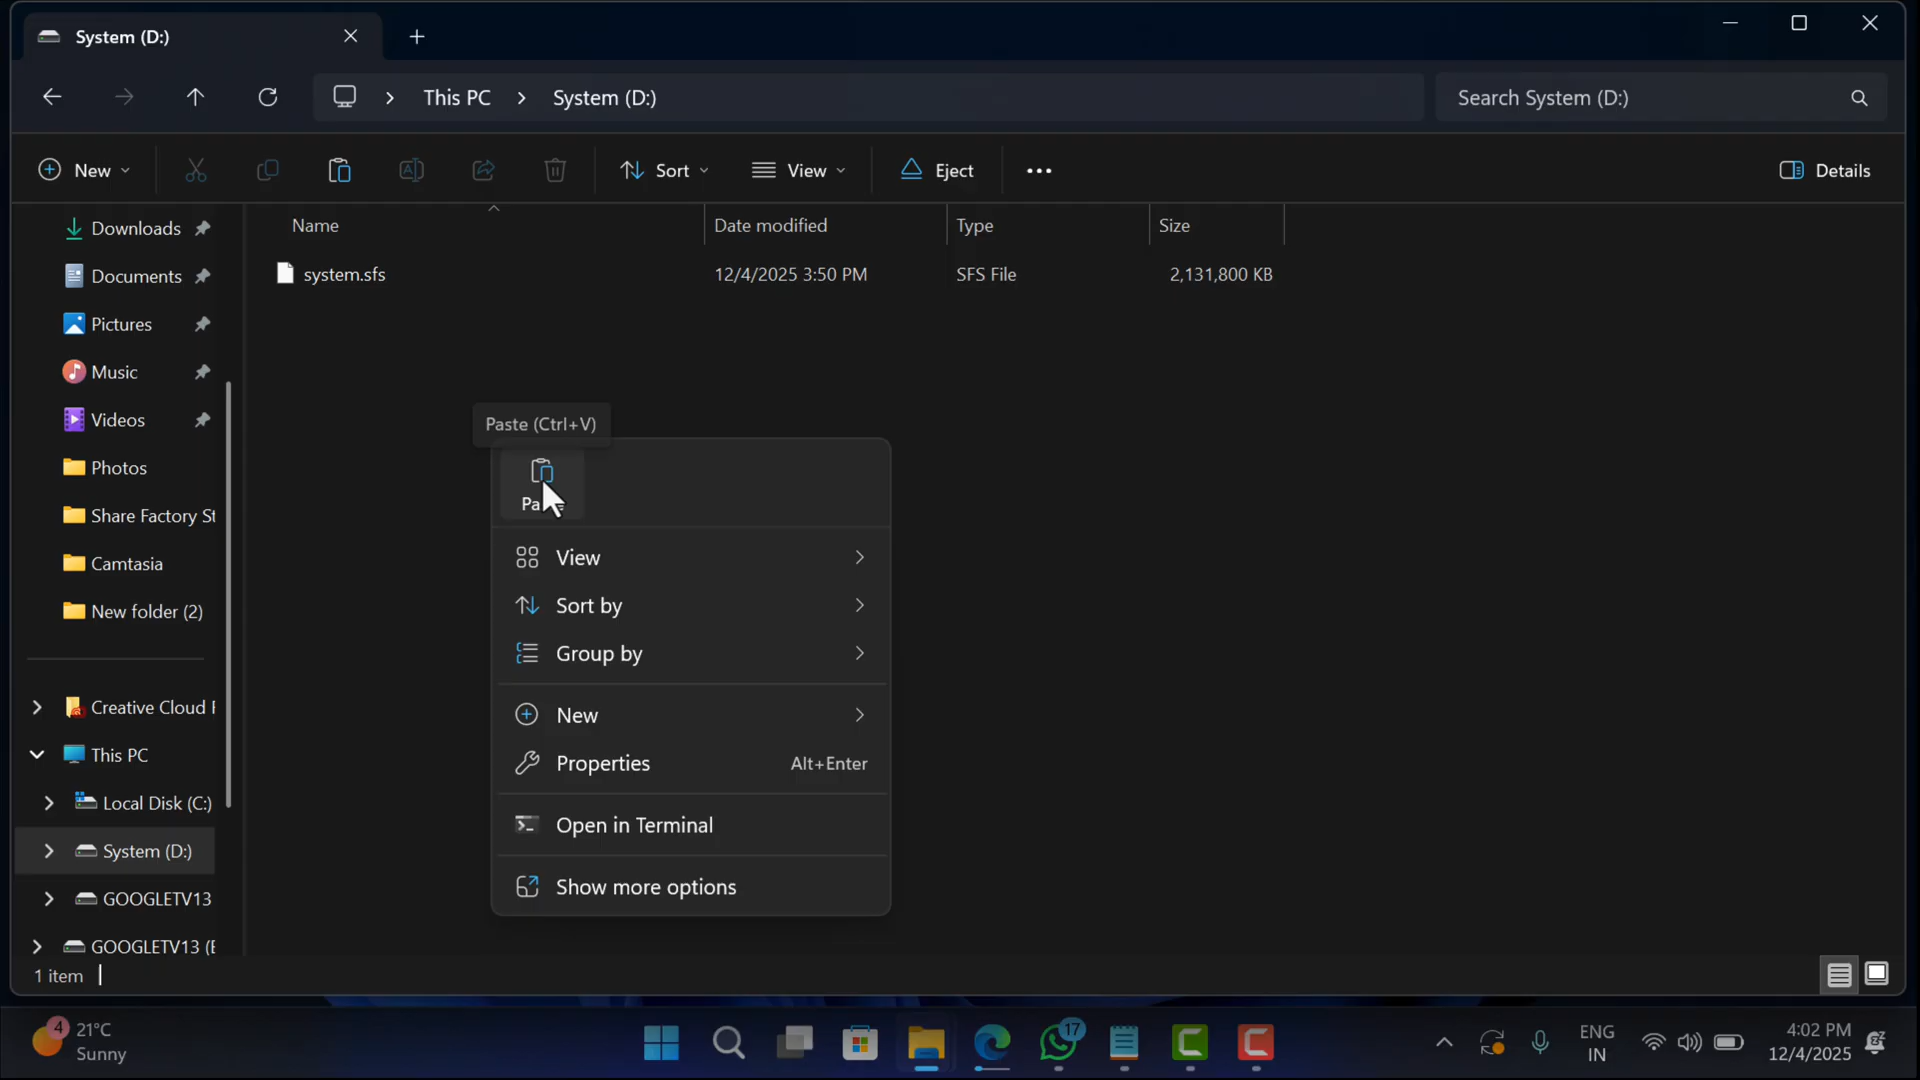 System (D:)
This PC
System (D:)
Search System (D:)
New
Sort
View
Eject
Details
Name
Date modified
Type
Size
system.sfs
12/4/2025 3:50 PM
SFS File
2,131,800 KB
Downloads
Documents
Pictures
Music
Videos
Photos
Share Factory St
Camtasia
New folder (2)
Creative Cloud F
This PC
Local Disk (C:)
System (D:)
GOOGLETV13
GOOGLETV13 (E
1 item
Paste (Ctrl+V)
View
Sort by
Group by
New
Properties
Alt+Enter
Open in Terminal
Show more options
4
21°C
Sunny
17
ENG
IN
4:02 PM
12/4/2025